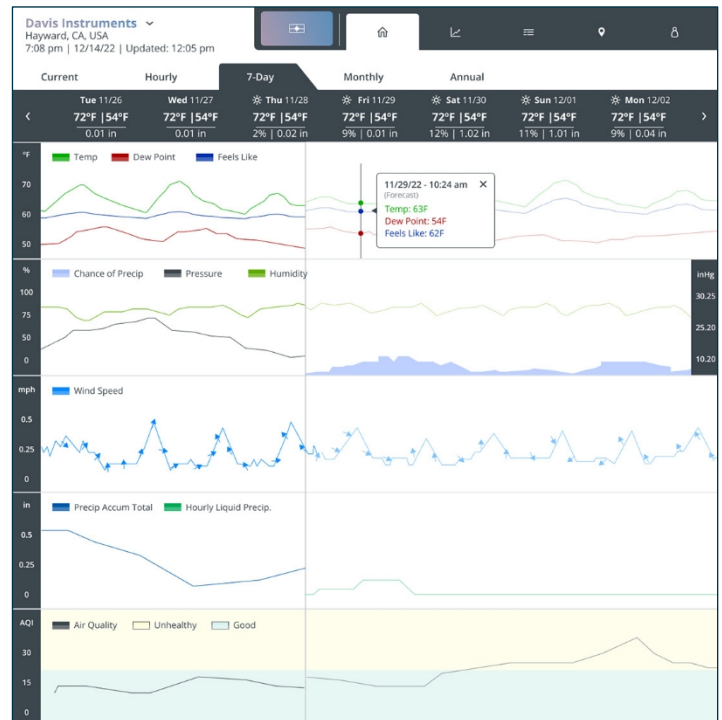 Davis Instruments
Hayward, CA, USA
7:08 pm | 12/14/22 | Updated: 12:05 pm
Current Hourly 7-Day Monthly Annual
Tue 11/26 Wed 11/27 Thu 11/28 Fri 11/29 Sat 11/30 Sun 12/01 Mon 12/02
72°F |54°F 72°F |54°F 72°F |54°F 72°F |54°F 72°F |54°F 72°F |54°F 72°F |54°F
0.01 in 0.01 in 2% | 0.02 in 9% | 0.01 in 12% | 1.02 in 11% | 1.01 in 9% | 0.04 in
°F Temp Dew Point Feels Like
70
60
50
11/29/22 - 10:24 am X
(Forecast)
Temp: 63F
Dew Point: 54F
Feels Like: 62F
% Chance of Precip Pressure Humidity inHg
100 30.25
75
50 25.20
0 10.20
mph Wind Speed
0.5
0.25
0
in Precip Accum Total Hourly Liquid Precip.
0.5
0.25
0
AQI Air Quality Unhealthy Good
30
15
0